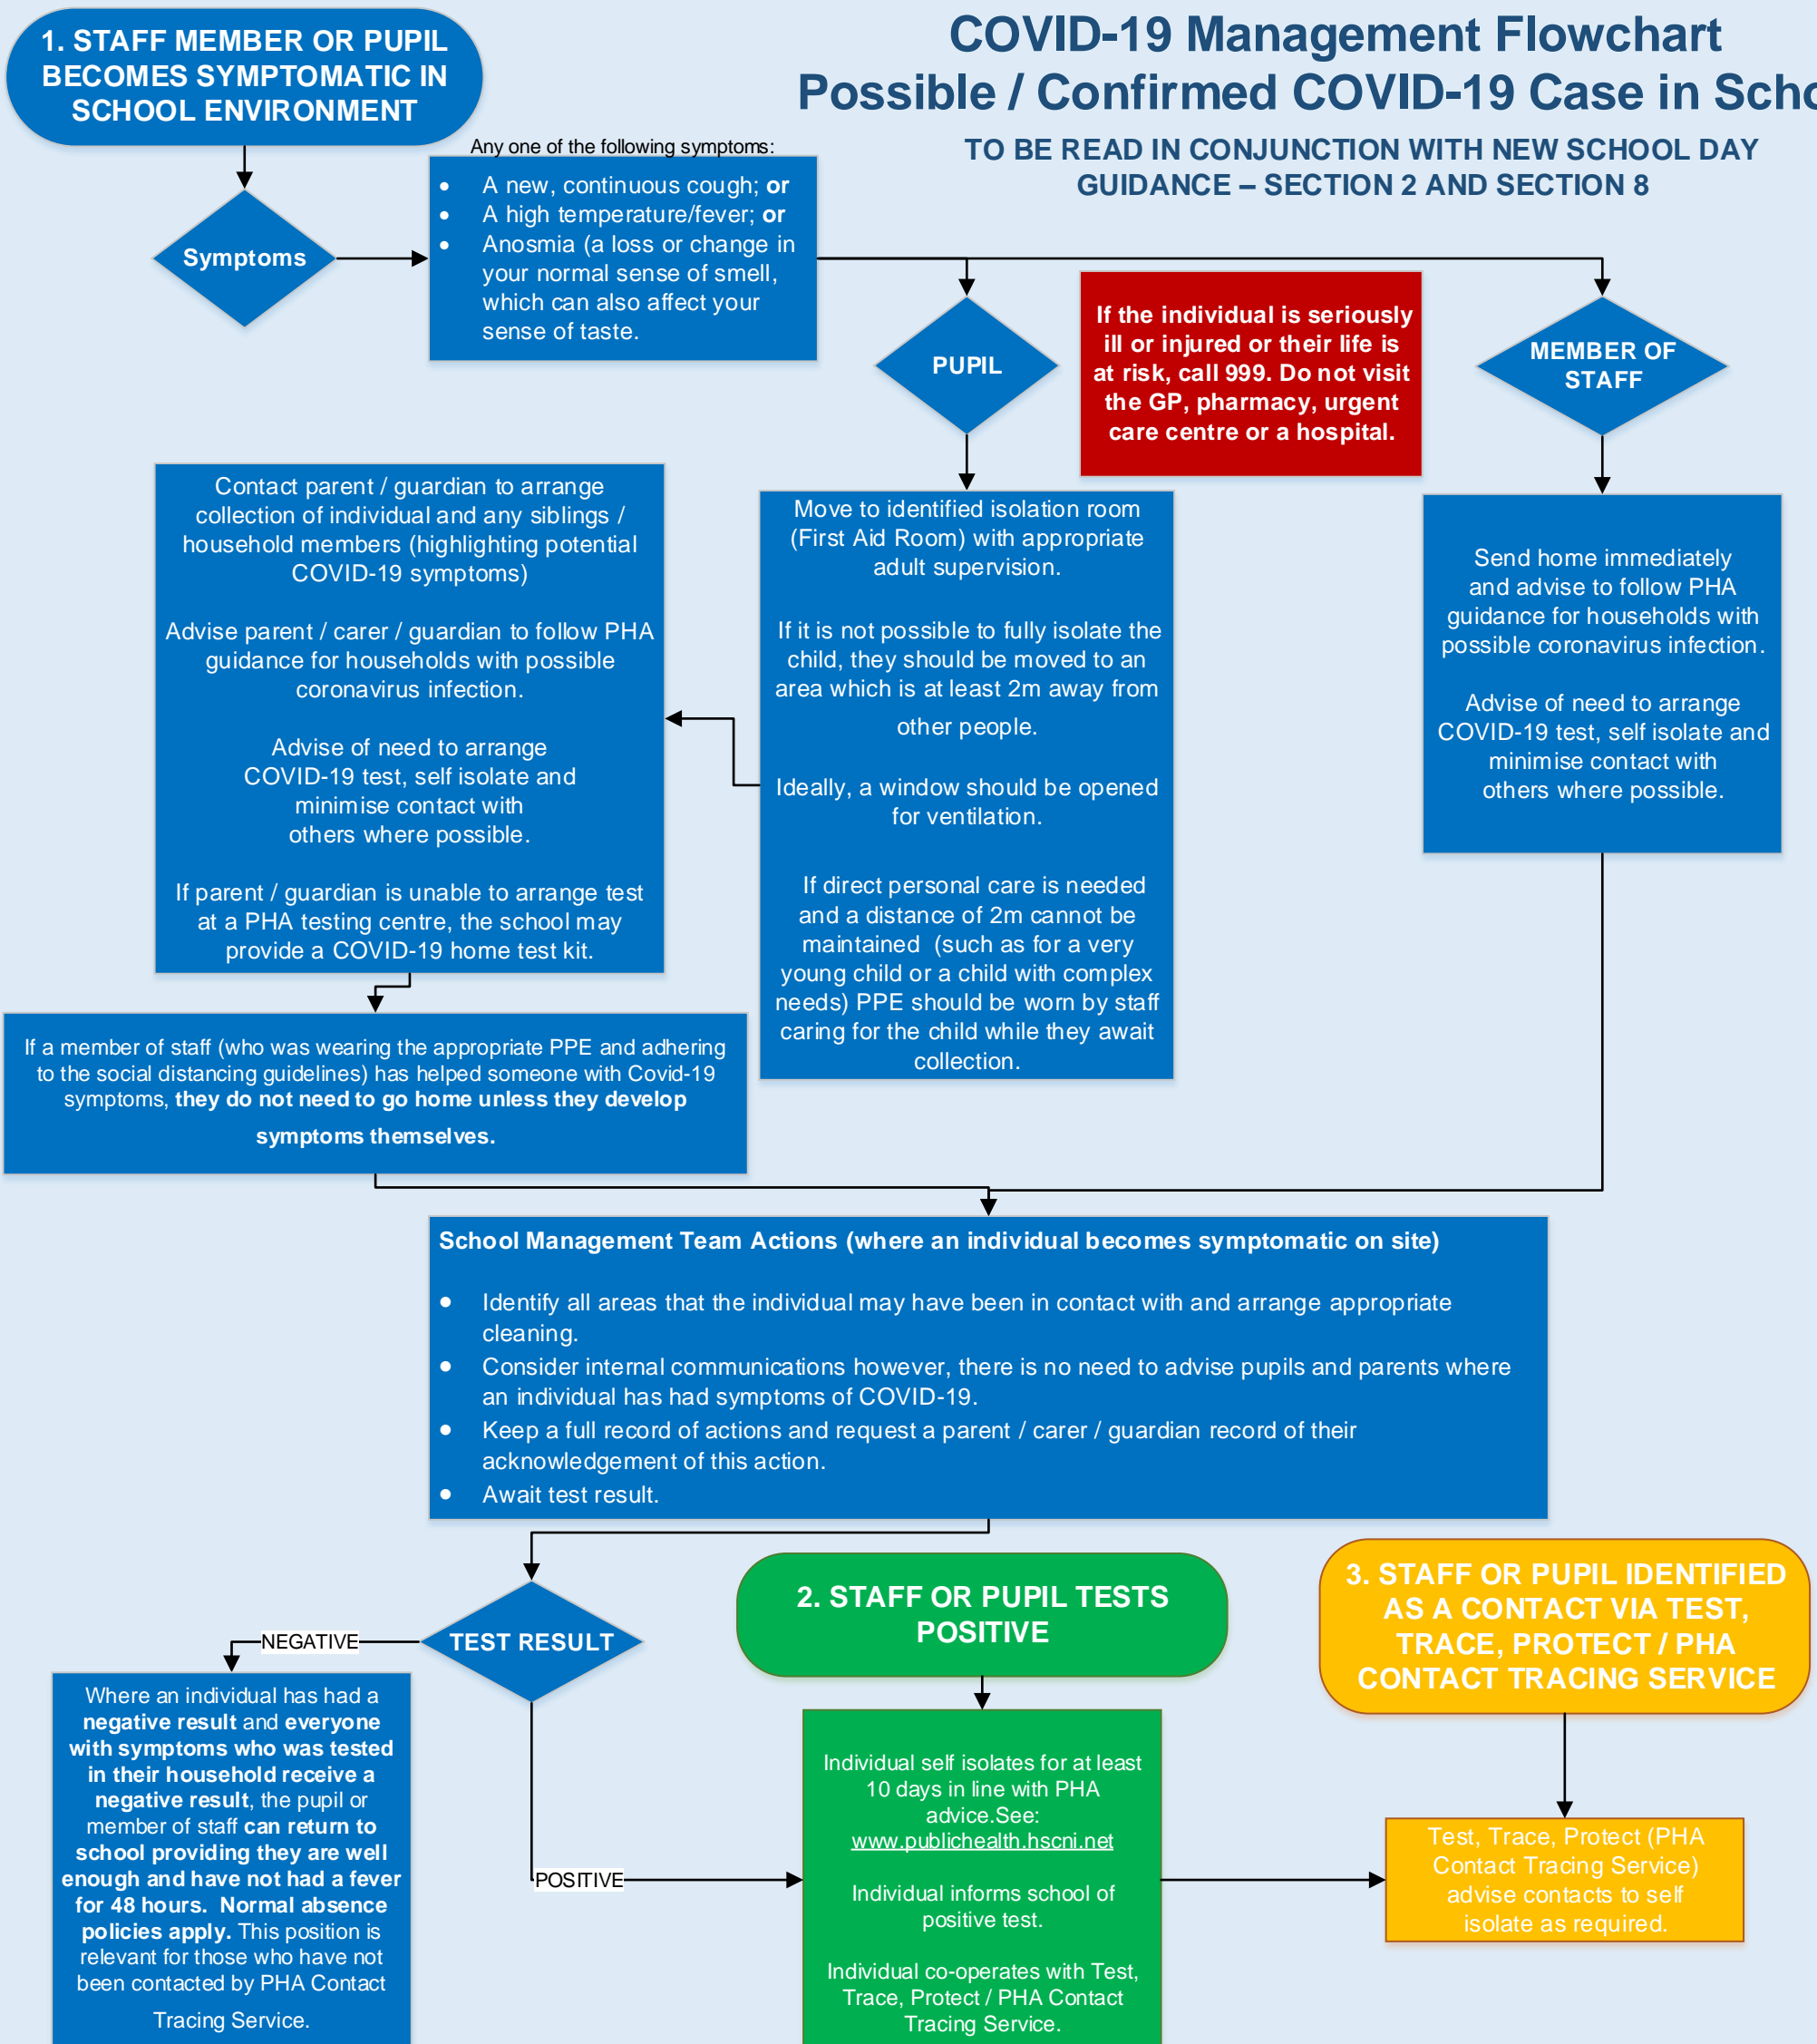 1. STAFF MEMBER OR PUPIL
BECOMES SYMPTOMATIC IN
SCHOOL ENVIRONMENT
COVID-19 Management Flowchart
Possible / Confirmed COVID-19 Case in Scho
TO BE READ IN CONJUNCTION WITH NEW SCHOOL DAY
GUIDANCE – SECTION 2 AND SECTION 8
Symptoms
Any one of the following symptoms:
• A new, continuous cough; or
• A high temperature/fever; or
• Anosmia (a loss or change in
your normal sense of smell,
which can also affect your
sense of taste.
PUPIL
If the individual is seriously
ill or injured or their life is
at risk, call 999. Do not visit
the GP, pharmacy, urgent
care centre or a hospital.
MEMBER OF
STAFF
Contact parent / guardian to arrange
collection of individual and any siblings /
household members (highlighting potential
COVID-19 symptoms)
Advise parent / carer / guardian to follow PHA
guidance for households with possible
coronavirus infection.
Advise of need to arrange
COVID-19 test, self isolate and
minimise contact with
others where possible.
If parent / guardian is unable to arrange test
at a PHA testing centre, the school may
provide a COVID-19 home test kit.
Move to identified isolation room
(First Aid Room) with appropriate
adult supervision.
If it is not possible to fully isolate the
child, they should be moved to an
area which is at least 2m away from
other people.
Ideally, a window should be opened
for ventilation.
If direct personal care is needed
and a distance of 2m cannot be
maintained (such as for a very
young child or a child with complex
needs) PPE should be worn by staff
caring for the child while they await
collection.
Send home immediately
and advise to follow PHA
guidance for households with
possible coronavirus infection.
Advise of need to arrange
COVID-19 test, self isolate and
minimise contact with
others where possible.
If a member of staff (who was wearing the appropriate PPE and adhering
to the social distancing guidelines) has helped someone with Covid-19
symptoms, they do not need to go home unless they develop
symptoms themselves.
School Management Team Actions (where an individual becomes symptomatic on site)
• Identify all areas that the individual may have been in contact with and arrange appropriate
cleaning.
• Consider internal communications however, there is no need to advise pupils and parents where
an individual has had symptoms of COVID-19.
• Keep a full record of actions and request a parent / carer / guardian record of their
acknowledgement of this action.
• Await test result.
TEST RESULT
NEGATIVE
POSITIVE
Where an individual has had a
negative result and everyone
with symptoms who was tested
in their household receive a
negative result, the pupil or
member of staff can return to
school providing they are well
enough and have not had a fever
for 48 hours. Normal absence
policies apply. This position is
relevant for those who have not
been contacted by PHA Contact
Tracing Service.
2. STAFF OR PUPIL TESTS
POSITIVE
Individual self isolates for at least
10 days in line with PHA
advice.See:
www.publichealth.hscni.net
Individual informs school of
positive test.
Individual co-operates with Test,
Trace, Protect / PHA Contact
Tracing Service.
3. STAFF OR PUPIL IDENTIFIED
AS A CONTACT VIA TEST,
TRACE, PROTECT / PHA
CONTACT TRACING SERVICE
Test, Trace, Protect (PHA
Contact Tracing Service)
advise contacts to self
isolate as required.